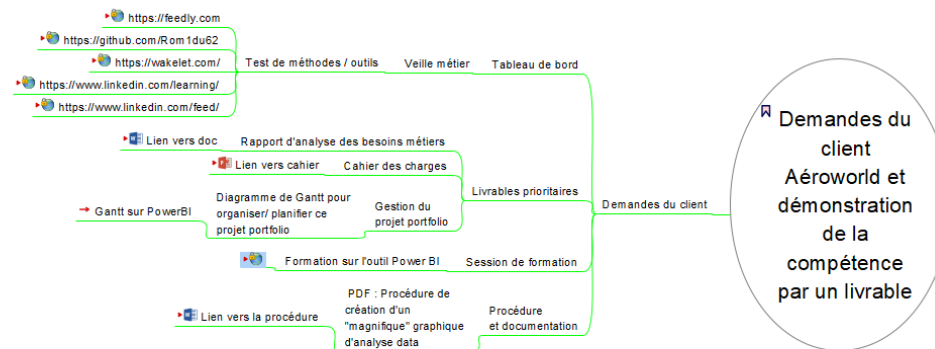 https://feedly.com
https://github.com/Rom1du62
https://wakelet.com/
https://www.linkedin.com/learning/
https://www.linkedin.com/feed/
Test de méthodes / outils
Veille métier
Tableau de bord
Lien vers doc
Rapport d'analyse des besoins métiers
Lien vers cahier
Cahier des charges
Gantt sur PowerBI
Diagramme de Gantt pour
organiser/ planifier ce
projet portfolio
Gestion du
projet portfolio
Livrables prioritaires
Formation sur l'outil Power BI
Session de formation
Lien vers la procédure
PDF : Procédure de
création d'un
"magnifique" graphique
d'analyse data
Procédure
et documentation
Demandes du client
Demandes du
client
Aéroworld et
démonstration
de la
compétence
par un livrable